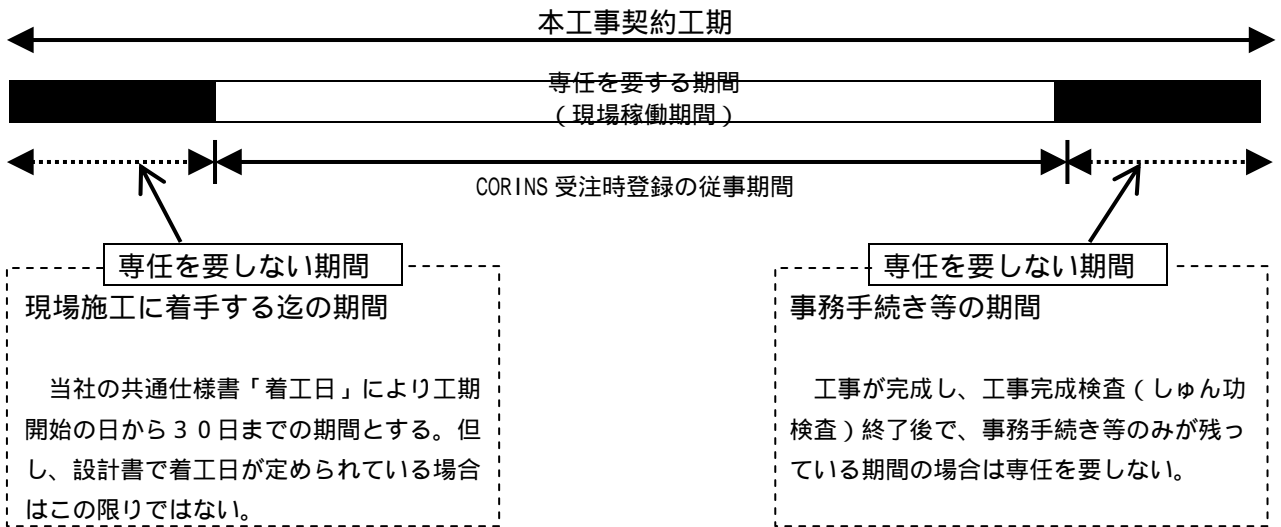 本工事契約工期
専任を要する期間
(現場稼働期間)
CORINS 受注時登録の従事期間
専任を要しない期間
現場施工に着手する迄の期間
当社の共通仕様書「着工日」により工期
開始の日から30日までの期間とする。但
し、設計書で着工日が定められている場合
はこの限りではない。
専任を要しない期間
事務手続き等の期間
工事が完成し、工事完成検査(しゅん功
検査)終了後で、事務手続き等のみが残っ
ている期間の場合は専任を要しない。